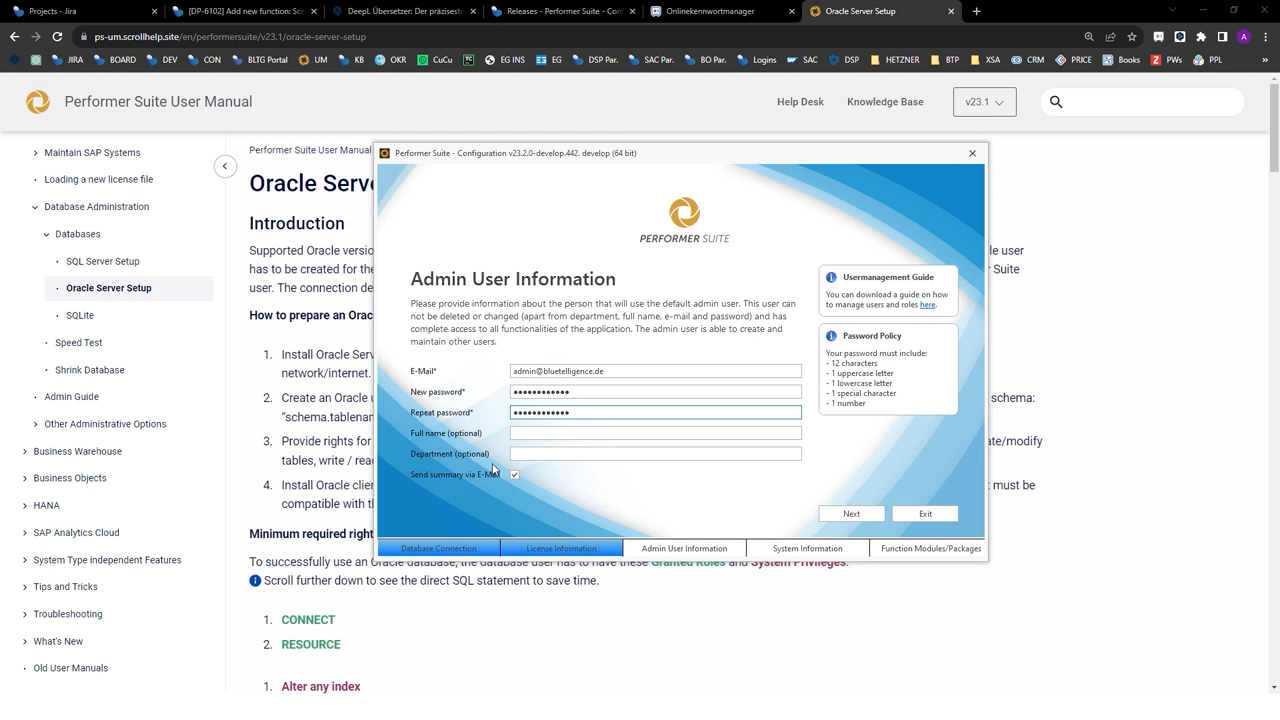 Projects - Jira
[DP-6102] Add new function: Sce
DeepL Übersetzer: Der präziseste
Releases - Performer Suite - Con
Onlinekennwortmanager
Oracle Server Setup
ps-um.scrollhelp.site/en/performersuite/v23.1/oracle-server-setup
A
JIRA
BOARD
DEV
CON
BLTG Portal
UM
KB
OKR
CuCu
EG INS
EG
DSP Par.
SAC Par.
BO Par.
Logins
SAC
DSP
HETZNER
BTP
XSA
CRM
PRICE
Books
PWs
PPL
»
Performer Suite User Manual
Help Desk
Knowledge Base
v23.1
Maintain SAP Systems
Loading a new license file
Database Administration
Databases
SQL Server Setup
Oracle Server Setup
SQLite
Speed Test
Shrink Database
Admin Guide
Other Administrative Options
Business Warehouse
Business Objects
HANA
SAP Analytics Cloud
System Type independent Features
Tips and Tricks
Troubleshooting
What's New
Old User Manuals
Performer Suite User Manual
Oracle Serve
Introduction
Supported Oracle versio
le user
has to be created for the
Suite
user. The connection de
How to prepare an Orac
1. Install Oracle Serv
network/internet.
2. Create an Oracle u
schema:
"schema.tablenan
3. Provide rights for
ate/modify
tables, write / read
4. Install Oracle clien
must be
compatible with th
Minimum required right
To successfully use an Oracle database, the database user has to have these Granted Roles and System Privileges.
Scroll further down to see the direct SQL statement to save time.
1. CONNECT
2. RESOURCE
1. Alter any index
Performer Suite - Configuration v23.2.0-develop.442. develop (64 bit)
PERFORMER SUITE
Admin User Information
Please provide information about the person that will use the default admin user. This user can
not be deleted or changed (apart from department, full name, e-mail and password) and has
complete access to all functionalities of the application. The admin user is able to create and
maintain other users.
E-Mail*
admin@bluetelligence.de
New password*
••••••••••••
Repeat password*
••••••••••••
Full name (optional)
Department (optional)
Send summary via E-Mail
Usermanagement Guide
You can download a guide on how
to manage users and roles here.
Password Policy
Your password must include:
- 12 characters
- 1 uppercase letter
- 1 lowercase letter
- 1 special character
- 1 number
Next
Exit
Database Connection
License Information
Admin User Information
System Information
Function Modules/Packages